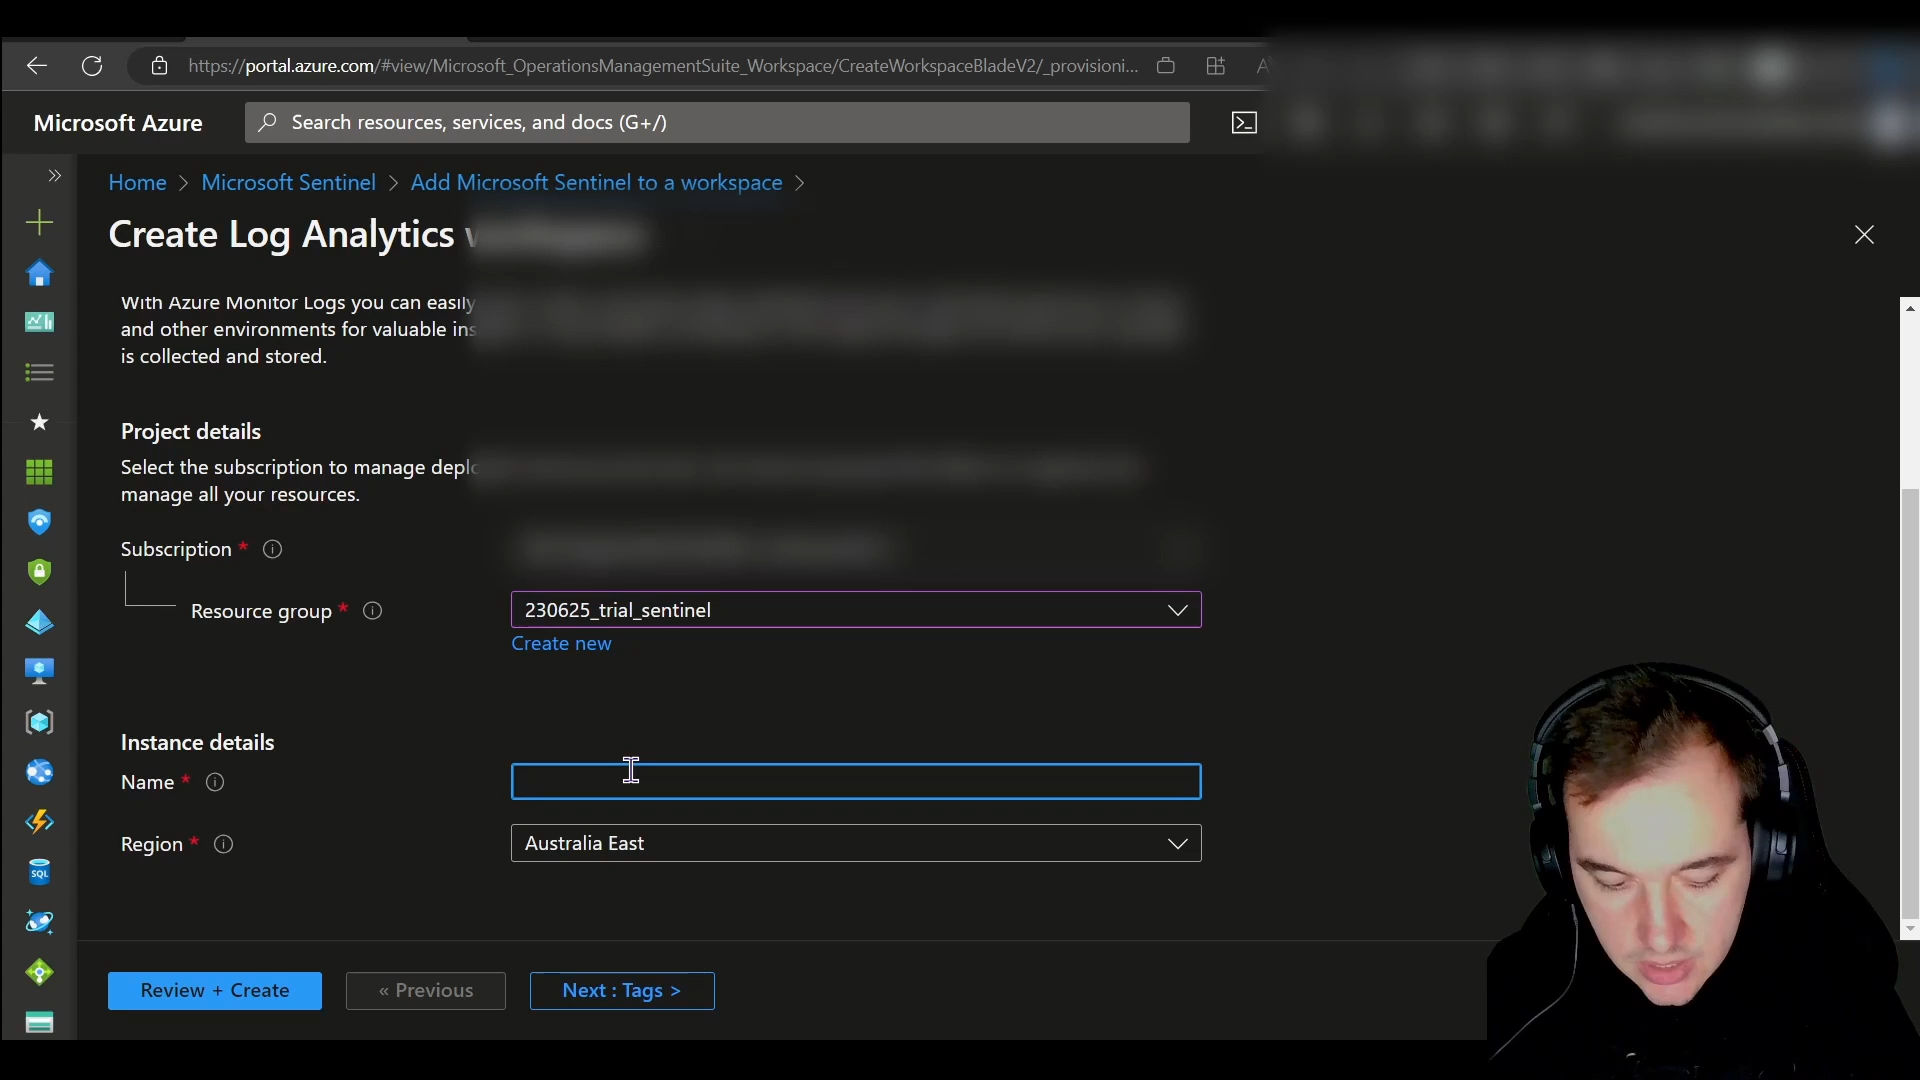 https://portal.azure.com/#view/Microsoft_OperationsManagementSuite_Workspace/CreateWorkspaceBladeV2/_provisioni...
Microsoft Azure
Search resources, services, and docs (G+/)
Home > Microsoft Sentinel > Add Microsoft Sentinel to a workspace >
Create Log Analytics
With Azure Monitor Logs you can easily
and other environments for valuable
is collected and stored.
Project details
Select the subscription to manage
manage all your resources.
Subscription *
Resource group *
230625_trial_sentinel
Create new
Instance details
Name *
Region *
Australia East
Review + Create
« Previous
Next : Tags >
SQL